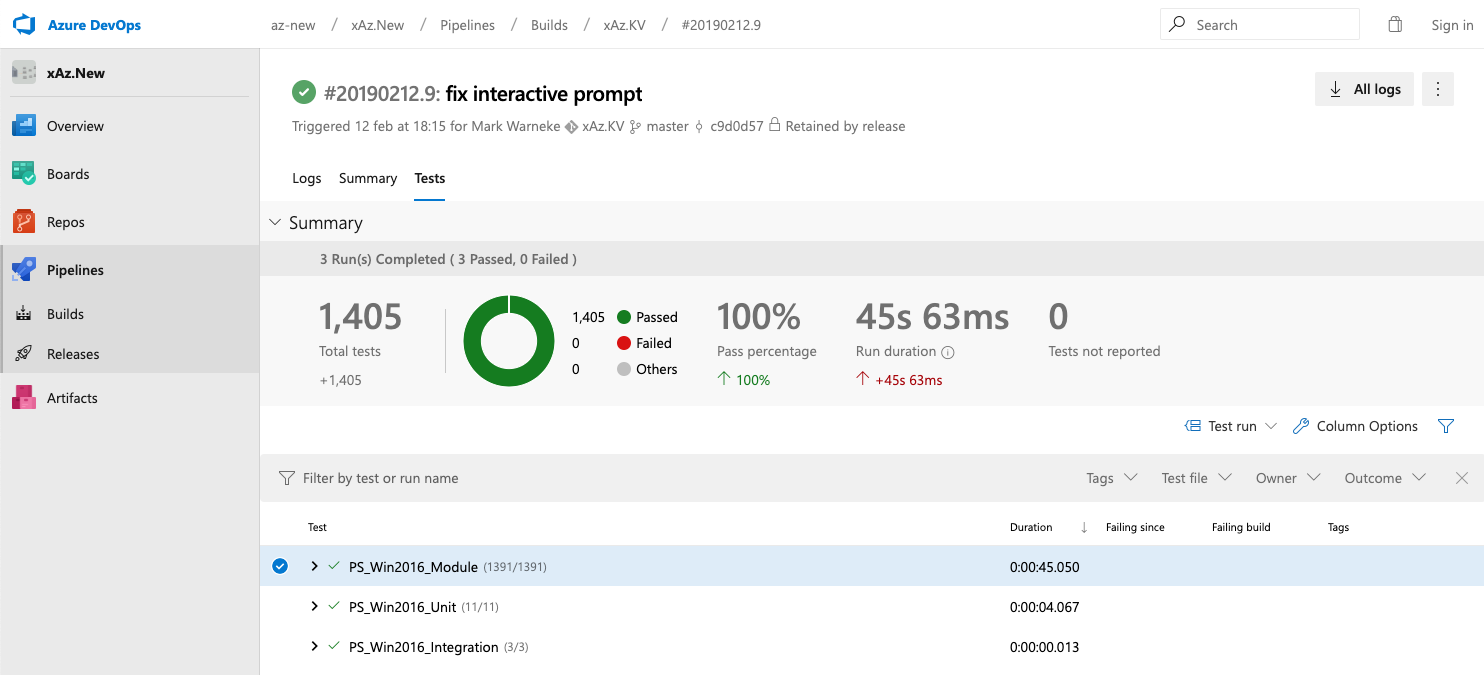 Azure DevOps
az-new / xAz.New / Pipelines / Builds / xAz.KV / #20190212.9
Search
Sign in
xAz.New
Overview
Boards
Repos
Pipelines
Builds
Releases
Artifacts
#20190212.9: fix interactive prompt
All logs
Triggered 12 feb at 18:15 for Mark Warneke xAz.KV master c9d0d57 Retained by release
Logs Summary Tests
Summary
3 Run(s) Completed ( 3 Passed, 0 Failed )
1,405
Total tests
+1,405
1,405 Passed
0 Failed
0 Others
100%
Pass percentage
100%
45s 63ms
Run duration
+45s 63ms
0
Tests not reported
Test run Column Options
Filter by test or run name Tags Test file Owner Outcome
Test Duration Failing since Failing build Tags
PS_Win2016_Module (1391/1391) 0:00:45.050
PS_Win2016_Unit (11/11) 0:00:04.067
PS_Win2016_Integration (3/3) 0:00:00.013